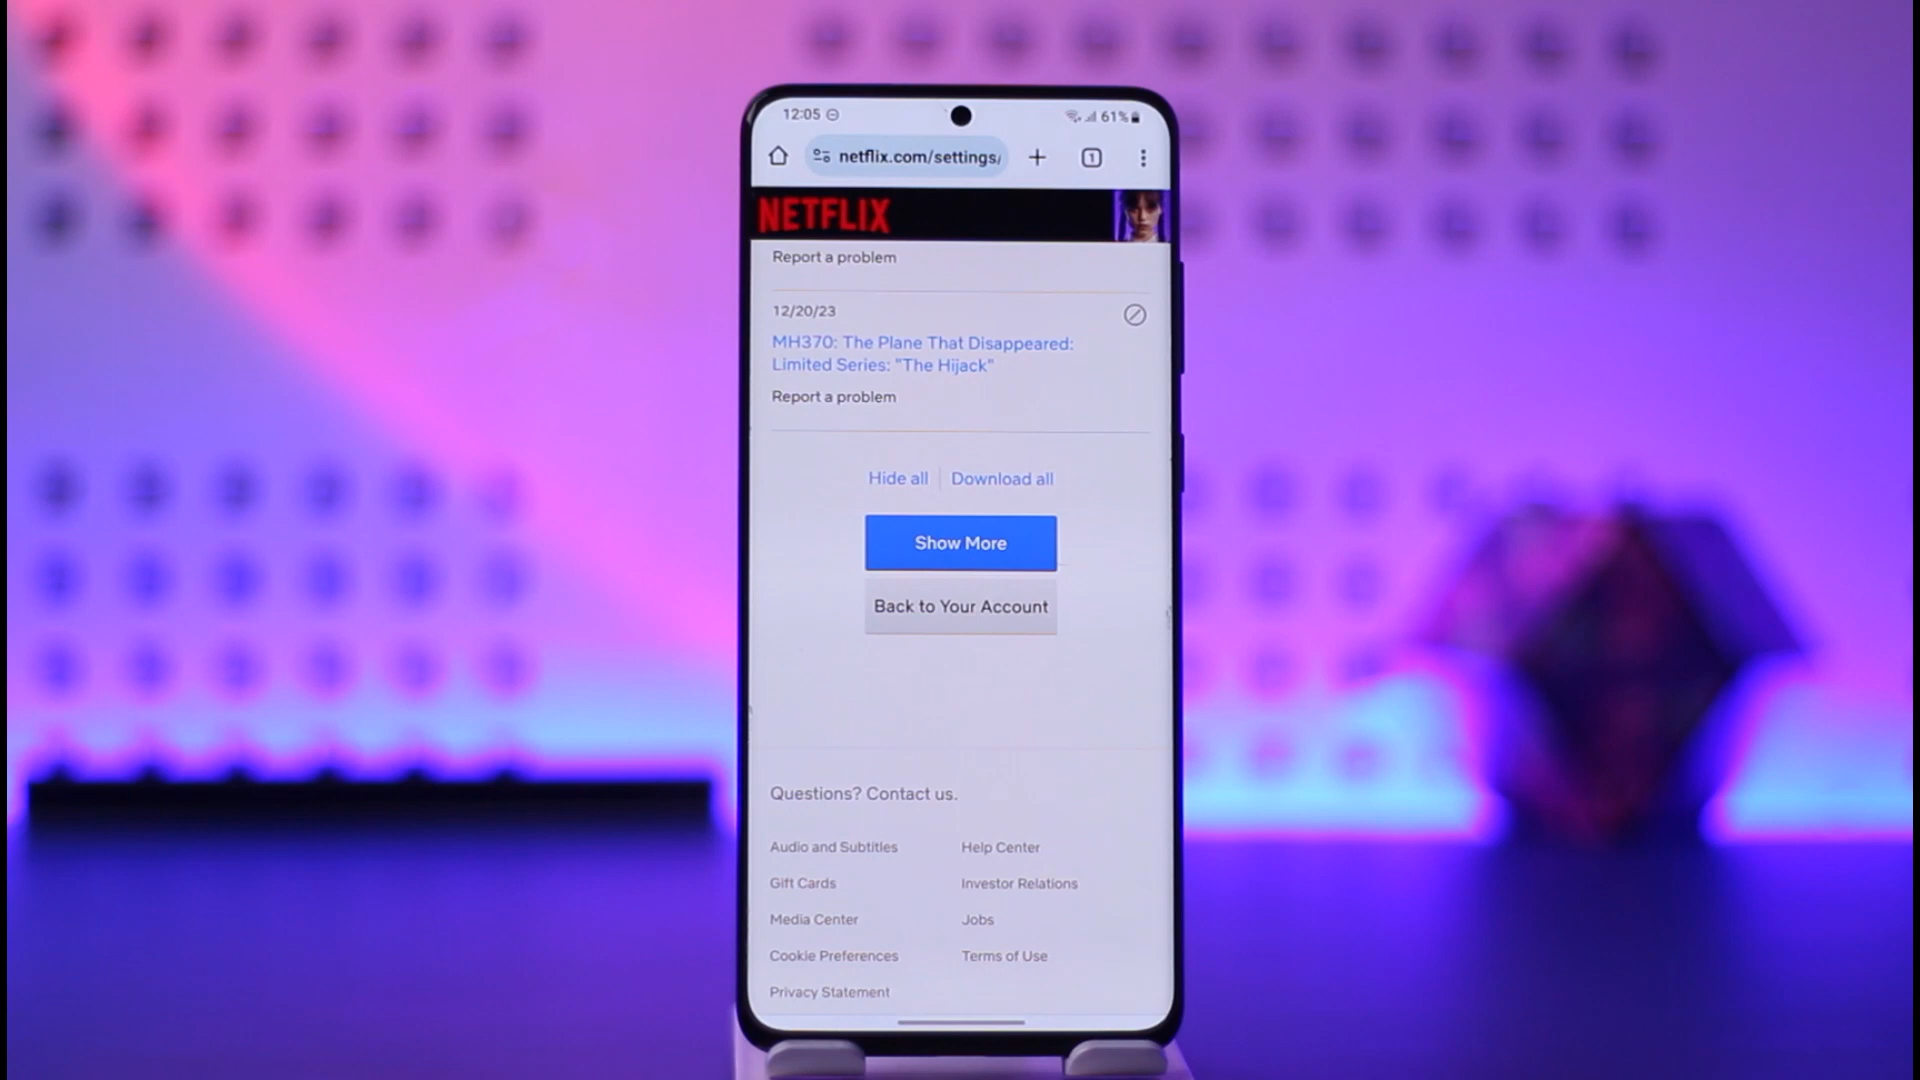 12:05 61%
netflix.com/settings/ 1
NETFLIX
Report a problem
12/20/23
MH370: The Plane That Disappeared:
Limited Series: "The Hijack"
Report a problem
Hide all Download all
Show More
Back to Your Account
Questions? Contact us.
Audio and Subtitles Help Center
Gift Cards Investor Relations
Media Center Jobs
Cookie Preferences Terms of Use
Privacy Statement